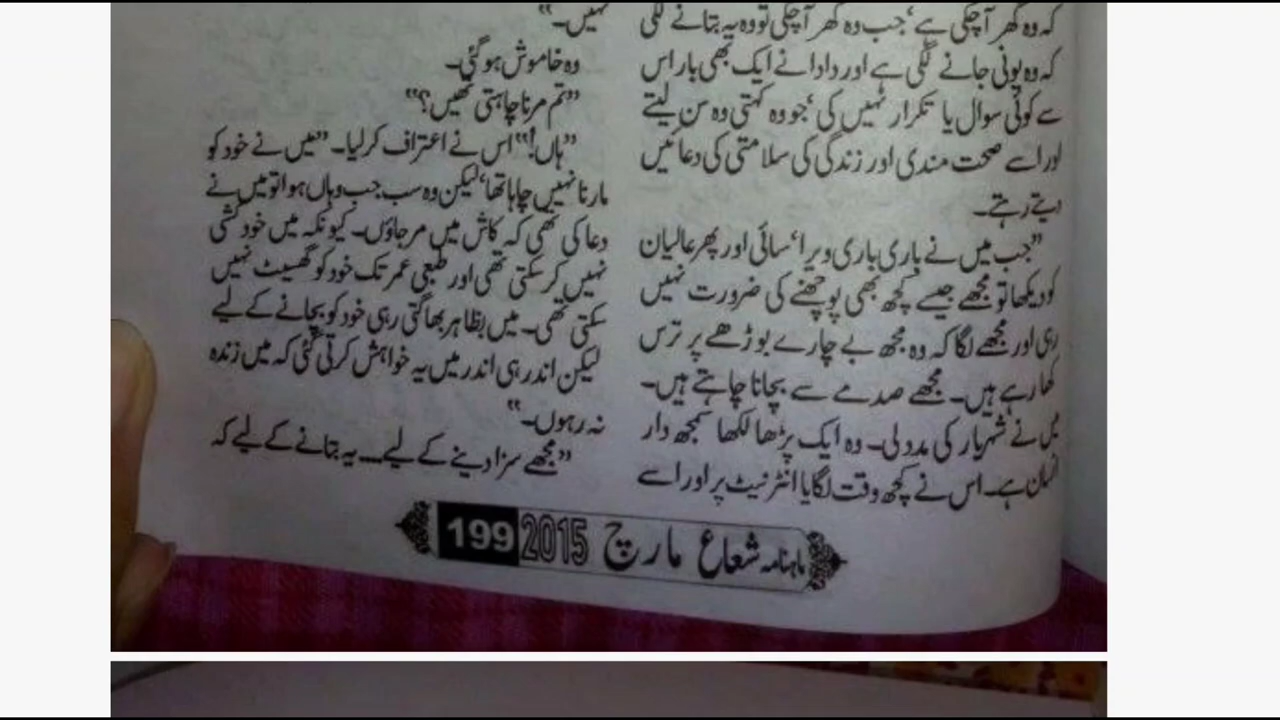 کہ وہ گھر آچکی ہے‘ جب وہ گھر آچکی تو وہ یہ بتانے لگی
کہ وہ یونی جانے لگی ہے اور دادا نے ایک بھی بار اس
سے کوئی سوال یا تکرار نہیں کی‘ جو وہ کہتی وہ سن لیتے
اور اسے صحت مندی اور زندگی کی سلامتی کی دعائیں
دیتے رہتے۔
”جب میں نے باری باری ویرا‘ سائی اور پھر عالیان
کو دیکھا تو مجھے جیسے کچھ بھی پوچھنے کی ضرورت نہیں
رہی اور مجھے لگا کہ وہ مجھ بے چارے بوڑھے پر ترس
کھا رہے ہیں۔ مجھے صدمے سے بچانا چاہتے ہیں۔
میں نے شہریار کی مدد لی۔ وہ ایک پڑھا لکھا سمجھ دار
انسان ہے۔ اس نے کچھ وقت لگایا انٹرنیٹ پر اور اسے
نہیں۔“
وہ خاموش ہو گئی۔
”تم مرنا چاہتی تھیں؟“
”ہاں!“ اس نے اعتراف کر لیا۔ ”میں نے خود کو
مارنا نہیں چاہا تھا‘ لیکن وہ سب جب وہاں ہوا تو میں نے
دعا کی تھی کہ کاش میں مر جاؤں۔ کیونکہ میں خود کشی
نہیں کر سکتی تھی اور طبعی عمر تک خود کو گھسیٹ نہیں
سکتی تھی۔ میں بظاہر بھاگتی رہی خود کو بچانے کے لیے
لیکن اندر ہی اندر میں یہ خواہش کرتی گئی کہ میں زندہ
نہ رہوں۔“
”مجھے سزا دینے کے لیے۔۔۔ یہ بتانے کے لیے کہ
ماہنامہ شعاع مارچ 2015 199